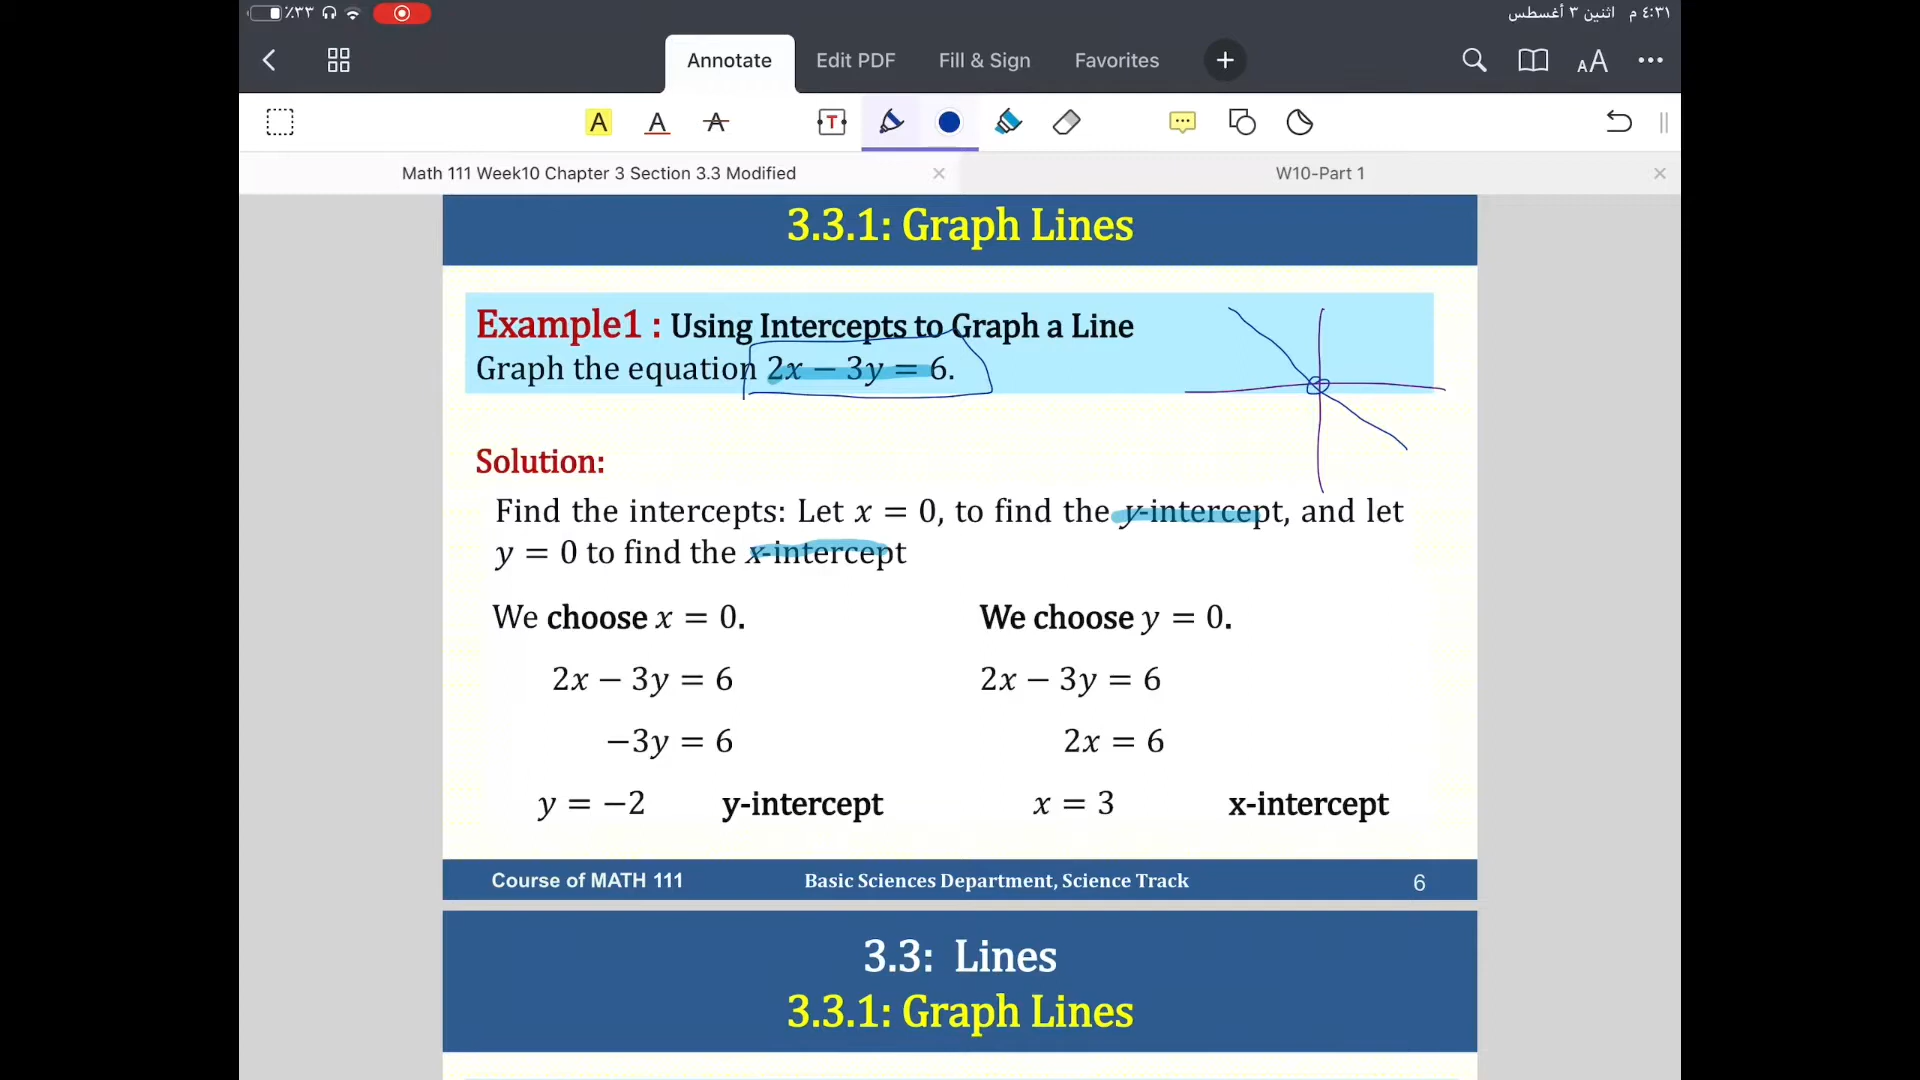 ٪٣٣
٤:٣١ م اثنين ٣ أغسطس
Annotate Edit PDF Fill & Sign Favorites
AA
A A A T
Math 111 Week10 Chapter 3 Section 3.3 Modified
W10-Part 1
3.3.1: Graph Lines
Example1 : Using Intercepts to Graph a Line
Graph the equation 2x − 3y = 6.
Solution:
Find the intercepts: Let x = 0, to find the y-intercept, and let
y = 0 to find the x-intercept
We choose x = 0.
2x − 3y = 6
−3y = 6
y = −2 y-intercept
We choose y = 0.
2x − 3y = 6
2x = 6
x = 3 x-intercept
Course of MATH 111 Basic Sciences Department, Science Track 6
3.3: Lines
3.3.1: Graph Lines